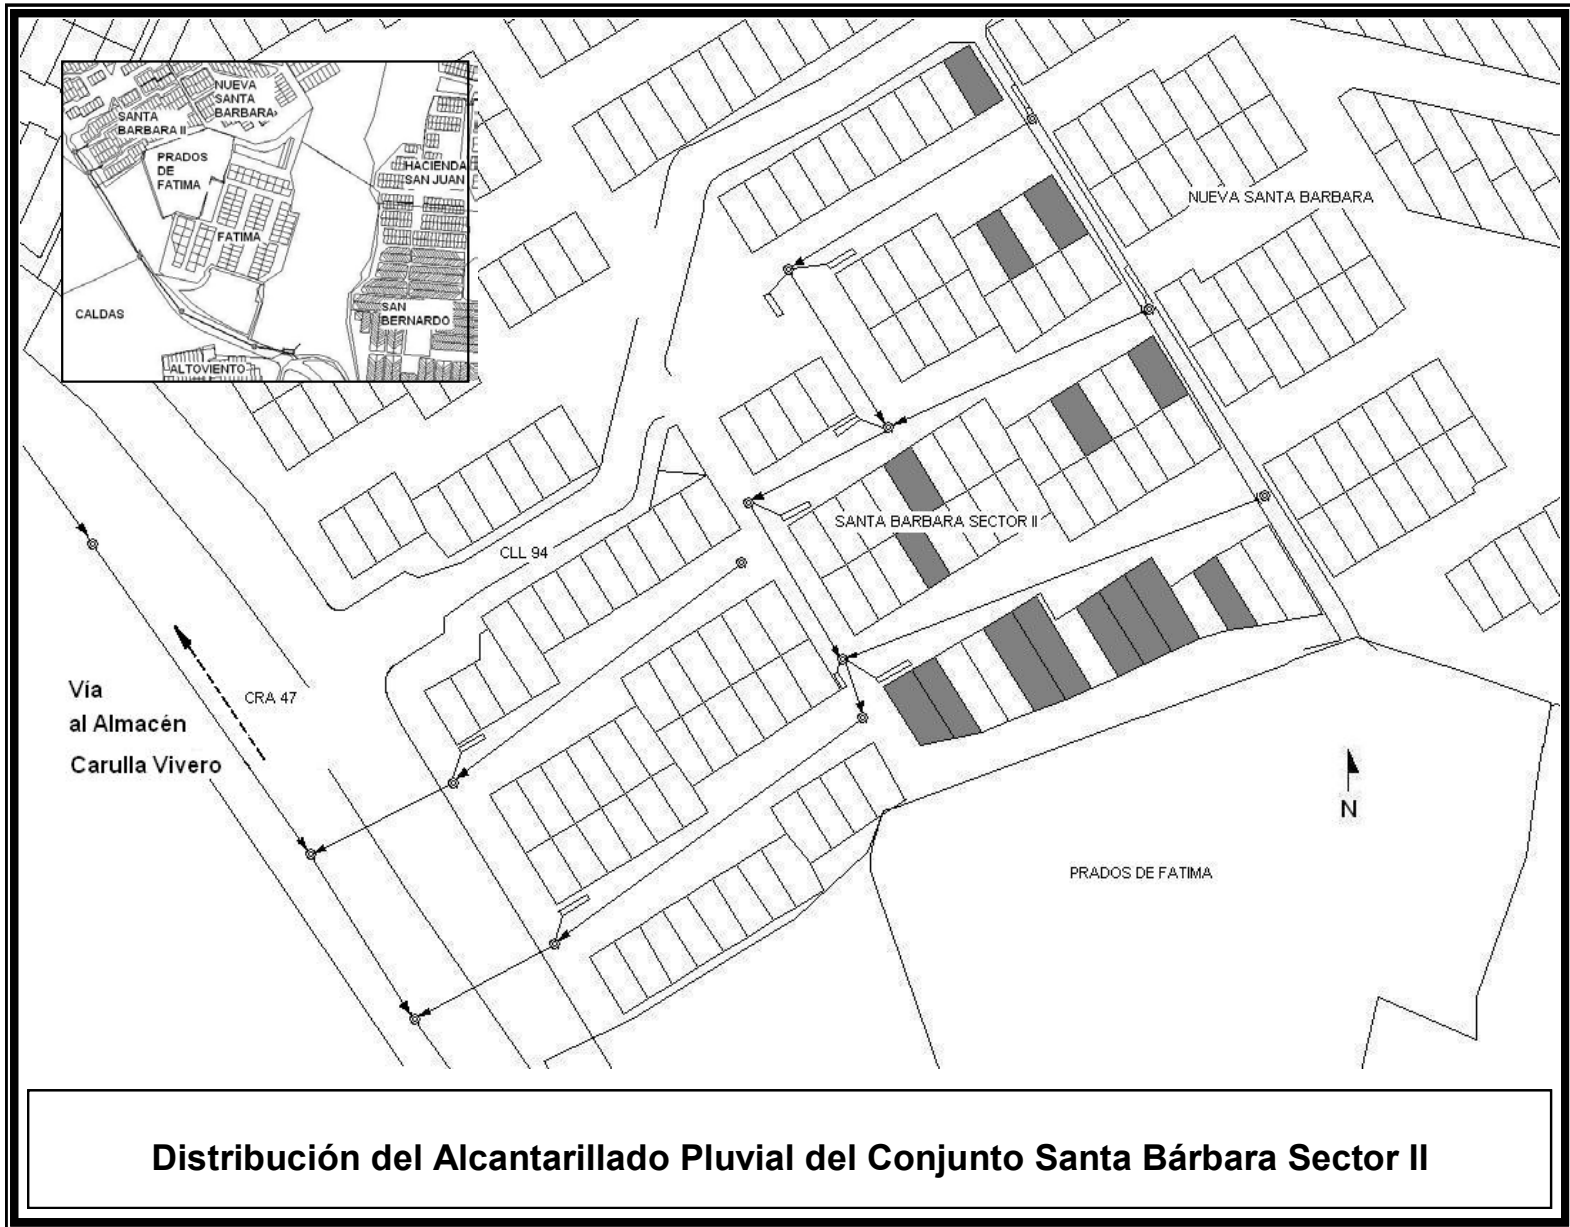 NUEVA
SANTA
BARBARA
SANTA
BARBARA II
PRADOS
DE
FATIMA
HACIENDA
SAN JUAN
FATIMA
CALDAS
SAN
BERNARDO
ALTOVIENTO
NUEVA SANTA BARBARA
SANTA BARBARA SECTOR II
CLL 94
CRA 47
Vía
al Almacén
Carulla Vivero
N
PRADOS DE FATIMA
Distribución del Alcantarillado Pluvial del Conjunto Santa Bárbara Sector II